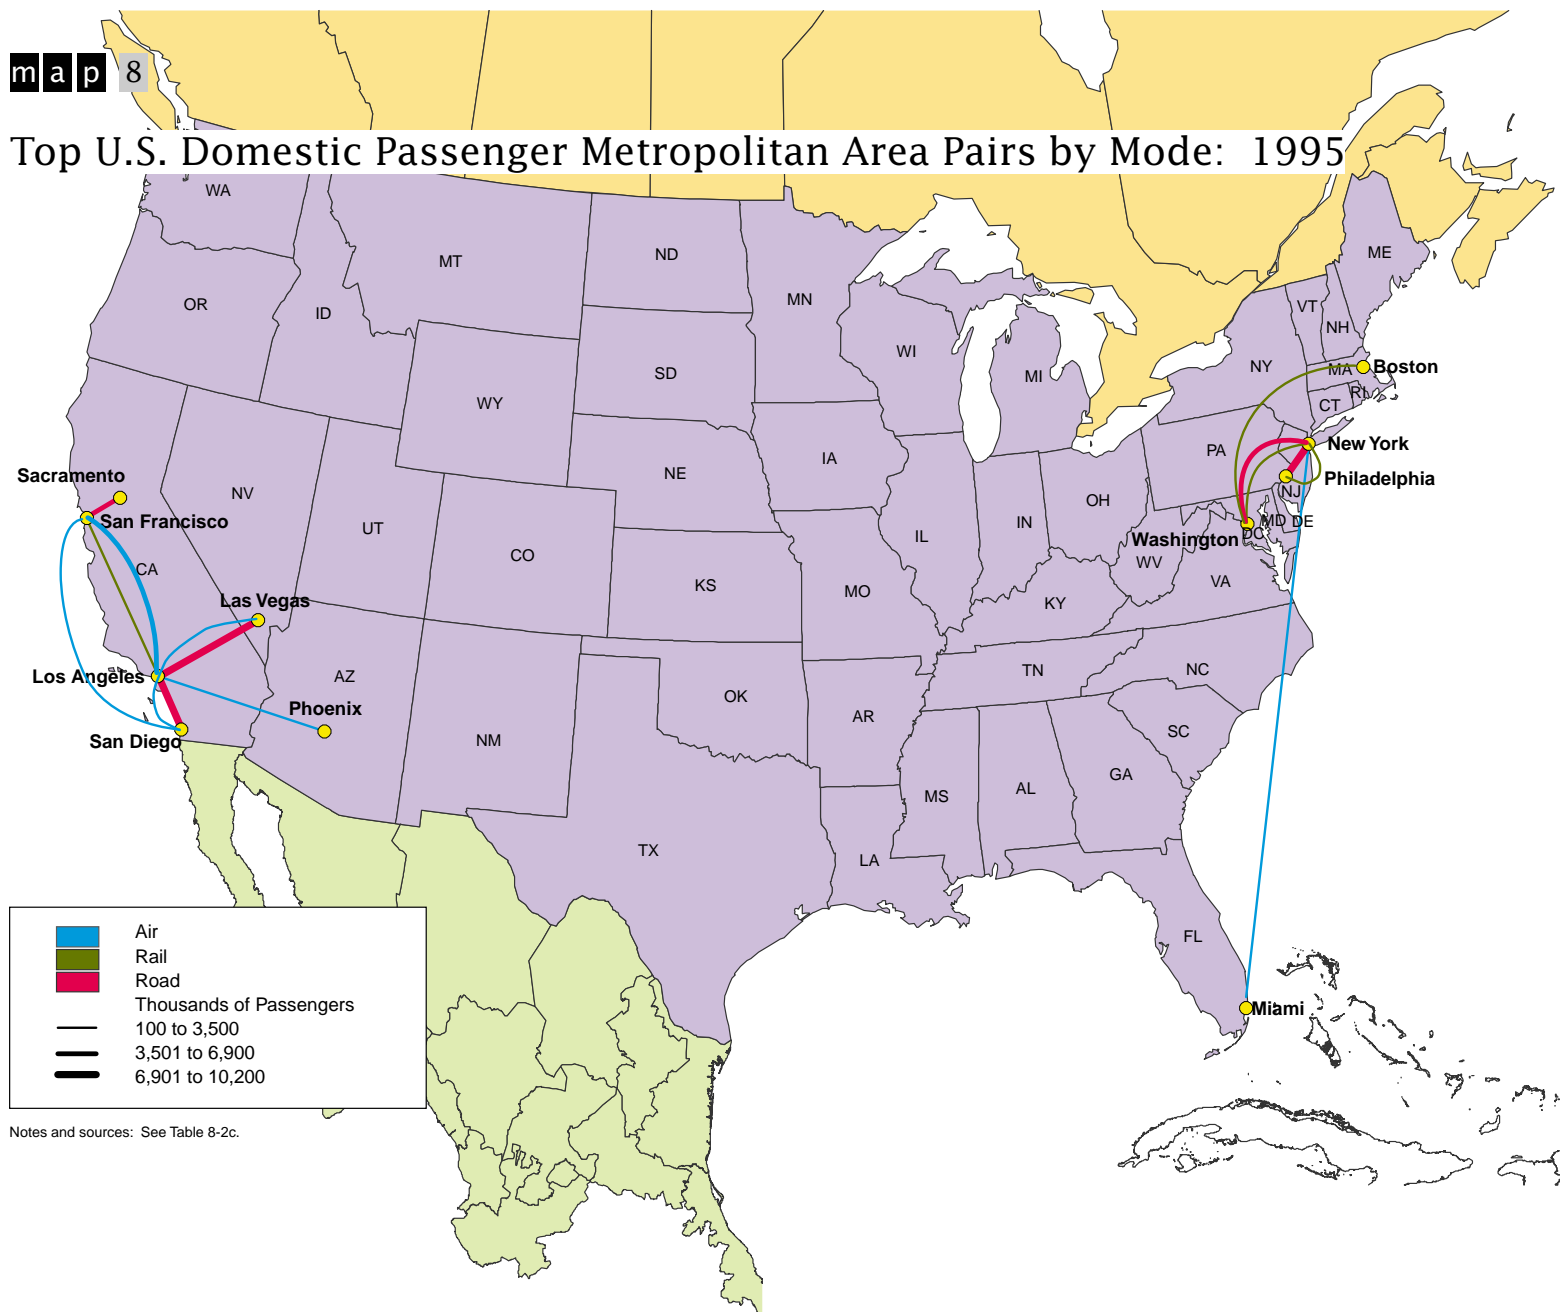 map 8
Top U.S. Domestic Passenger Metropolitan Area Pairs by Mode: 1995
WA
MT
ND
MN
ME
OR
ID
VT
NH
WI
NY
MA
Boston
SD
MI
RI
CT
WY
New York
PA
IA
NE
Sacramento
Philadelphia
NV
NJ
OH
San Francisco
UT
IN
MD
DE
DC
IL
Washington
CO
WV
CA
VA
KS
MO
KY
Las Vegas
Los Angeles
AZ
TN
NC
OK
Phoenix
AR
SC
San Diego
NM
GA
MS
AL
TX
LA
FL
Miami
Air
Rail
Road
Thousands of Passengers
100 to 3,500
3,501 to 6,900
6,901 to 10,200
Notes and sources: See Table 8-2c.